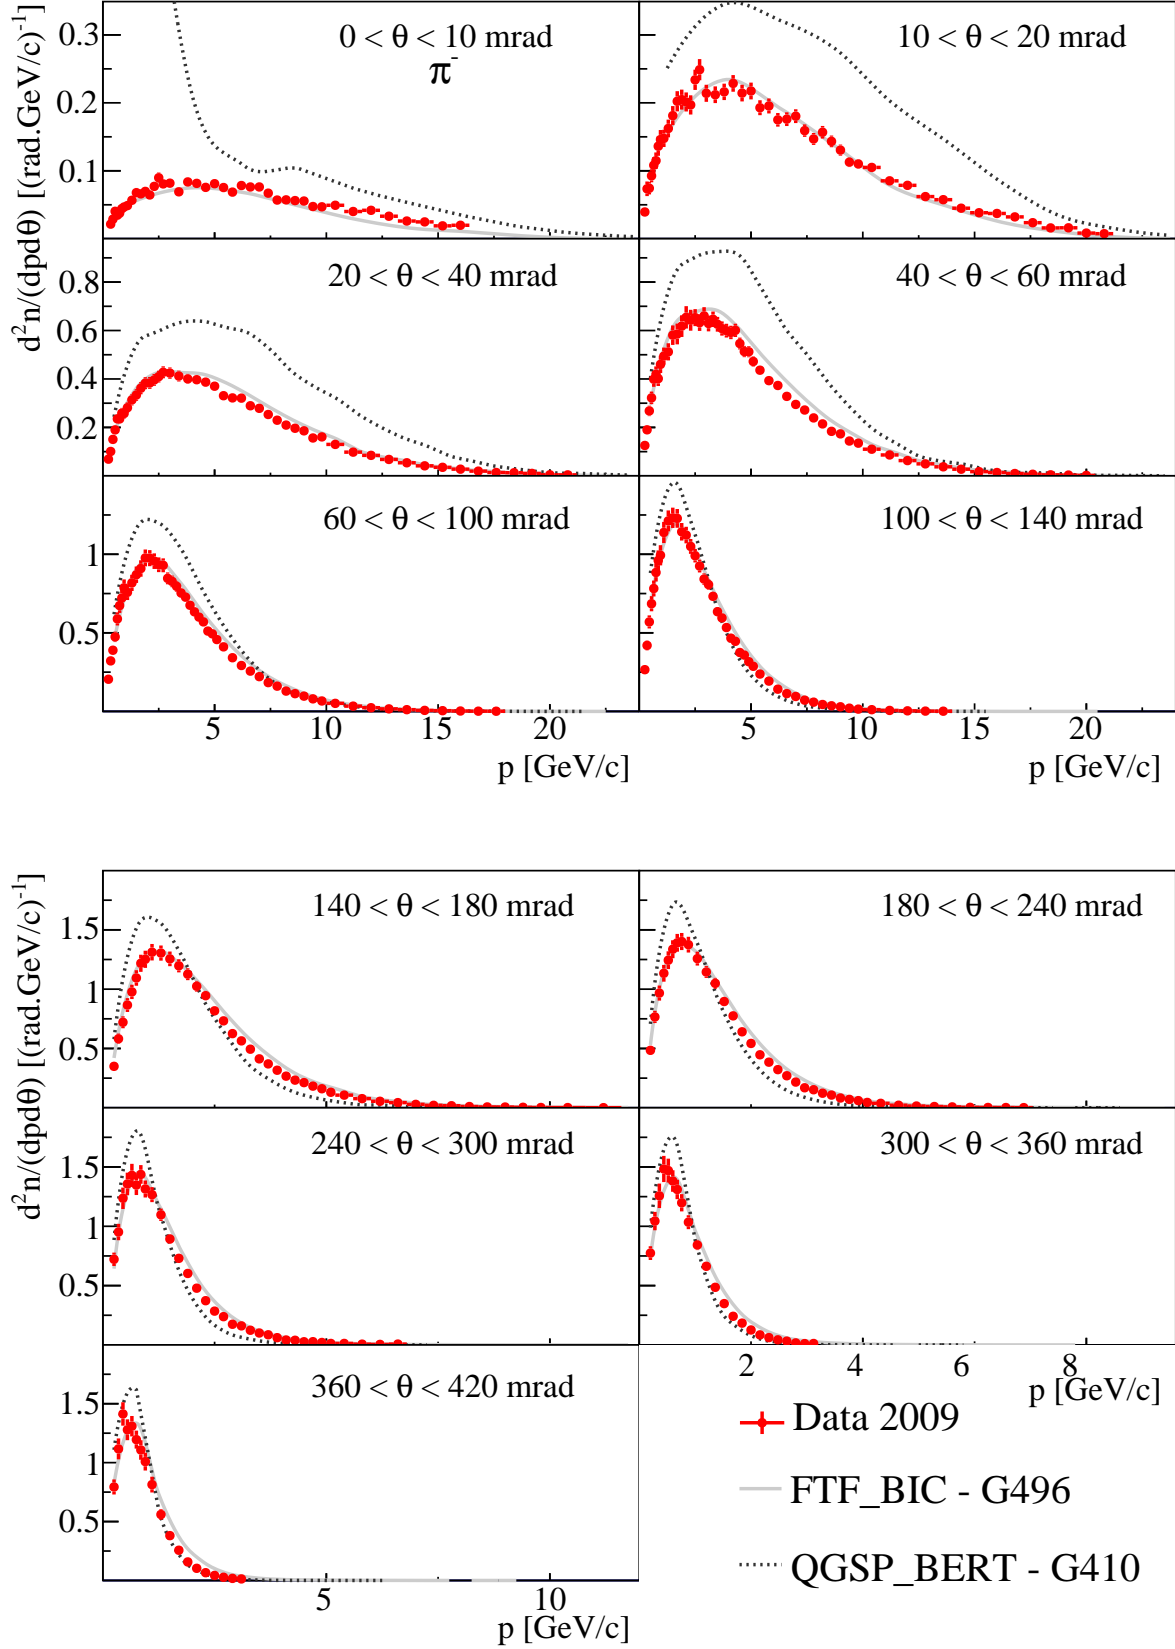 0 < θ < 10 mrad
π⁻
10 < θ < 20 mrad
d²n/(dpdθ) [(rad.GeV/c)⁻¹]
0.3
0.2
0.1
20 < θ < 40 mrad
40 < θ < 60 mrad
0.8
0.6
0.4
0.2
60 < θ < 100 mrad
100 < θ < 140 mrad
1
0.5
5 10 15 20
5 10 15 20
p [GeV/c]
p [GeV/c]
d²n/(dpdθ) [(rad.GeV/c)⁻¹]
140 < θ < 180 mrad
180 < θ < 240 mrad
1.5
1
0.5
240 < θ < 300 mrad
300 < θ < 360 mrad
1.5
1
0.5
2 4 6 8
p [GeV/c]
360 < θ < 420 mrad
1.5
1
0.5
5 10
p [GeV/c]
Data 2009
FTF_BIC - G496
QGSP_BERT - G410